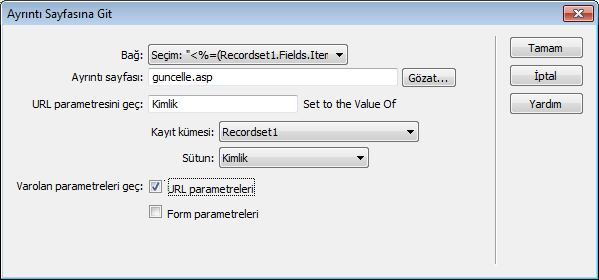 Ayrıntı Sayfasına Git
Bağ: Seçim: "<%=(Recordset1.Fields.Iter
Ayrıntı sayfası: guncelle.asp Gözat...
URL parametresini geç: Kimlik Set to the Value Of
Kayıt kümesi: Recordset1
Sütun: Kimlik
Varolan parametreleri geç: URL parametreleri
Form parametreleri
Tamam
İptal
Yardım